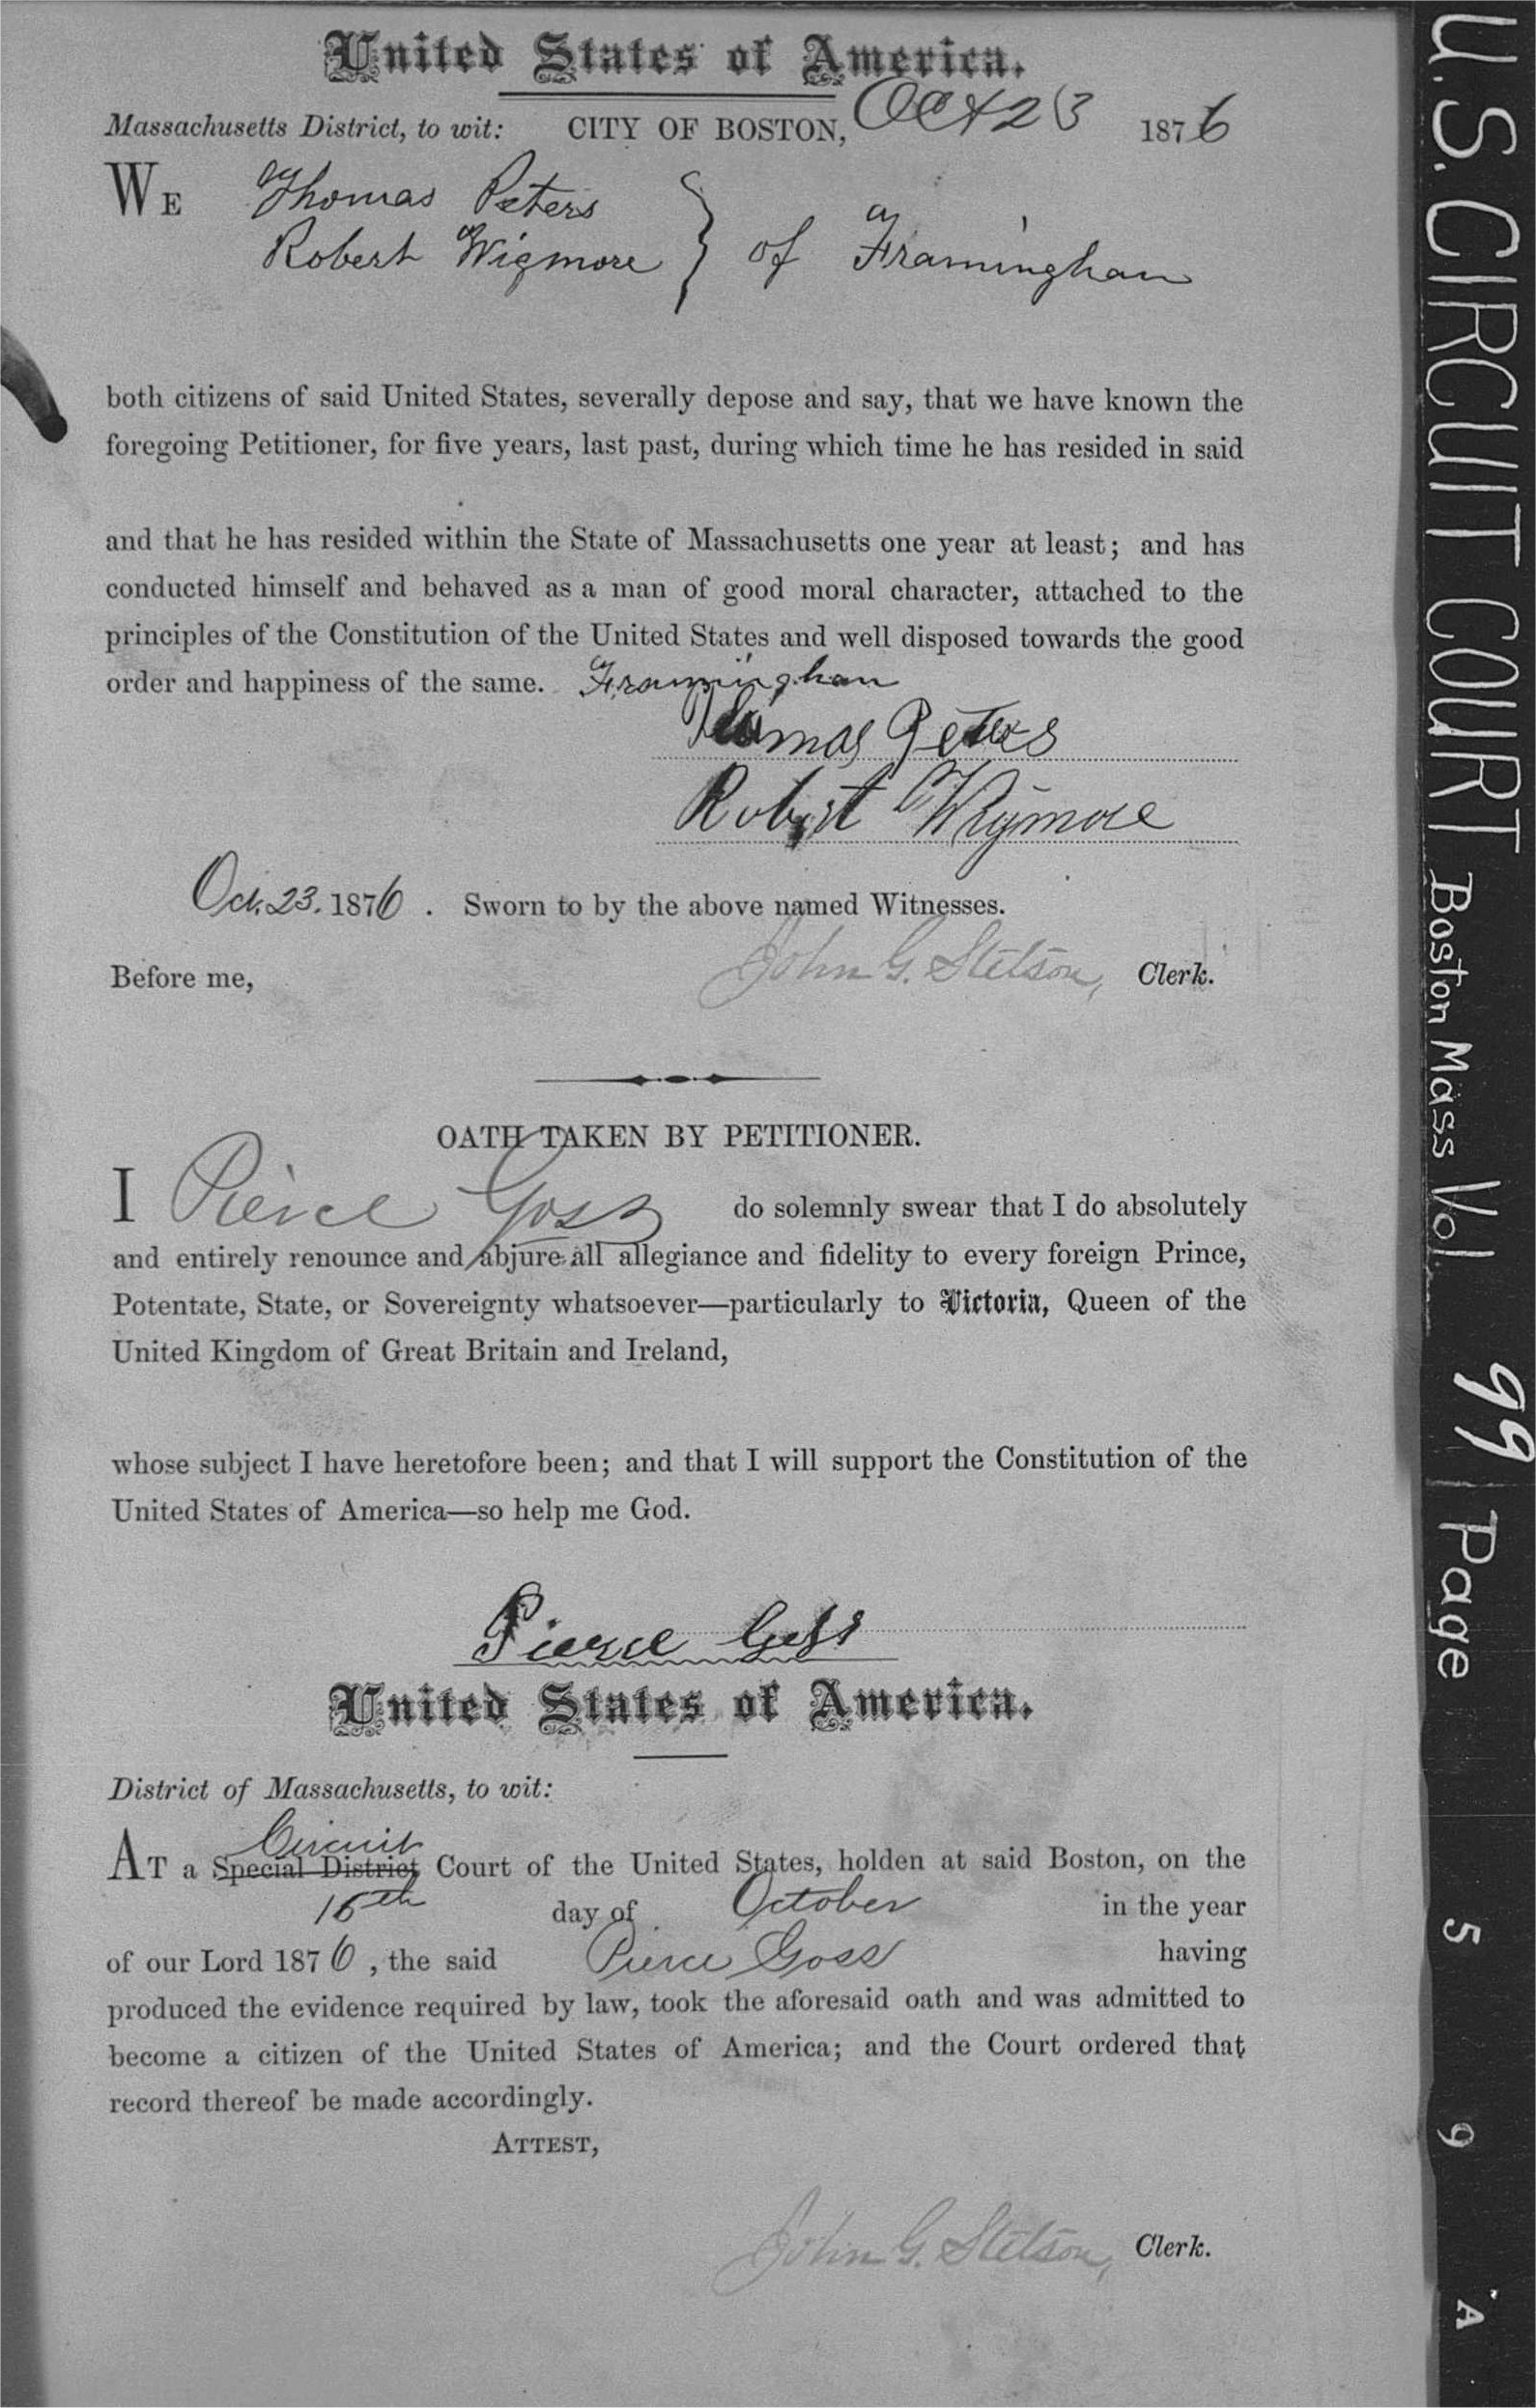 United States of America.
Massachusetts District, to wit: CITY OF BOSTON, Oct 23 1876
WE Thomas Peters
Robert Wigmore } of Framingham
both citizens of said United States, severally depose and say, that we have known the
foregoing Petitioner, for five years, last past, during which time he has resided in said
and that he has resided within the State of Massachusetts one year at least; and has
conducted himself and behaved as a man of good moral character, attached to the
principles of the Constitution of the United States and well disposed towards the good
order and happiness of the same. Framingham
Thomas Peters
Robert Wigmore
Oct. 23. 1876. Sworn to by the above named Witnesses.
Before me, John G. Stetson, Clerk.
OATH TAKEN BY PETITIONER.
I Pierce Goss do solemnly swear that I do absolutely
and entirely renounce and abjure all allegiance and fidelity to every foreign Prince,
Potentate, State, or Sovereignty whatsoever—particularly to Victoria, Queen of the
United Kingdom of Great Britain and Ireland,
whose subject I have heretofore been; and that I will support the Constitution of the
United States of America—so help me God.
Pierce Goss
United States of America.
District of Massachusetts, to wit:
Circuit
AT a Special District Court of the United States, holden at said Boston, on the
15th day of October in the year
of our Lord 1876, the said Pierce Goss having
produced the evidence required by law, took the aforesaid oath and was admitted to
become a citizen of the United States of America; and the Court ordered that
record thereof be made accordingly.
ATTEST,
John G. Stetson, Clerk.
U.S. CIRCUIT COURT Boston Mass Vol. 99 Page 5 9 A